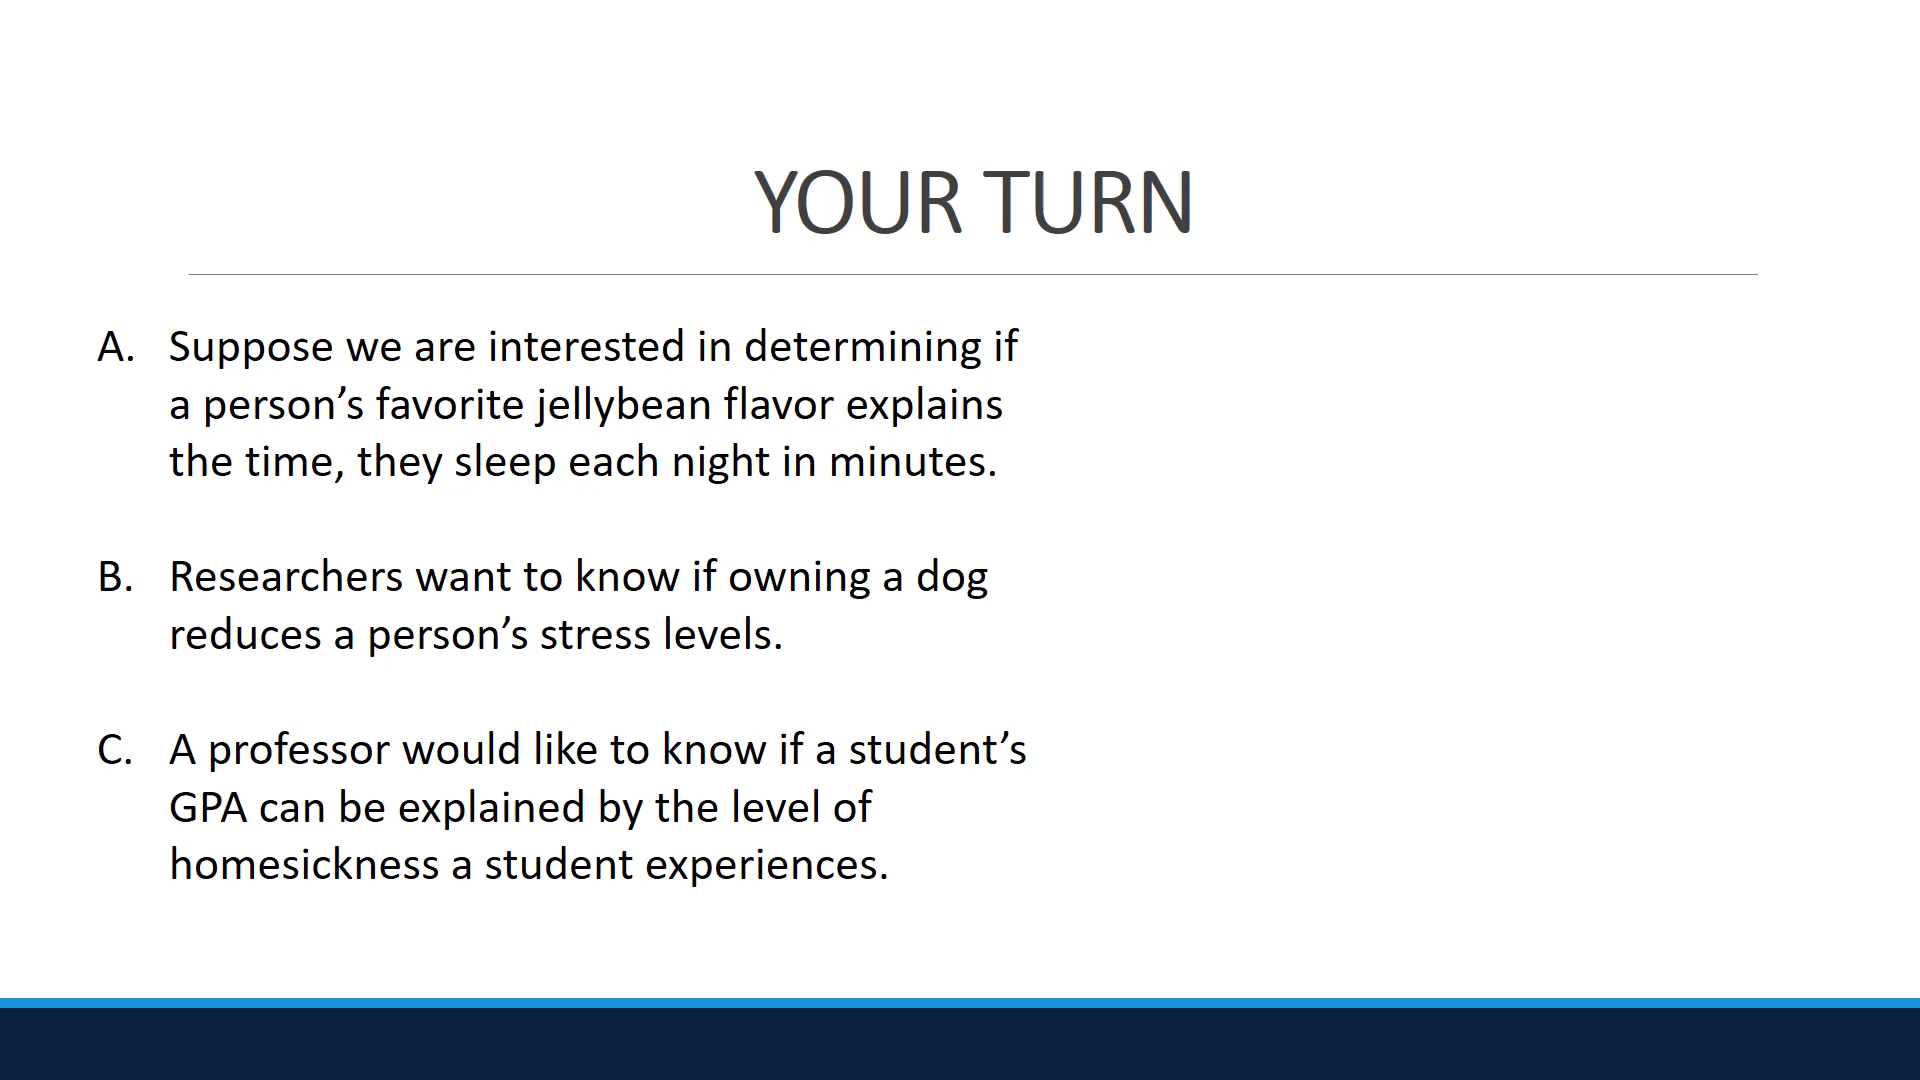 YOUR TURN
A. Suppose we are interested in determining if
a person’s favorite jellybean flavor explains
the time, they sleep each night in minutes.
B. Researchers want to know if owning a dog
reduces a person’s stress levels.
C. A professor would like to know if a student’s
GPA can be explained by the level of
homesickness a student experiences.